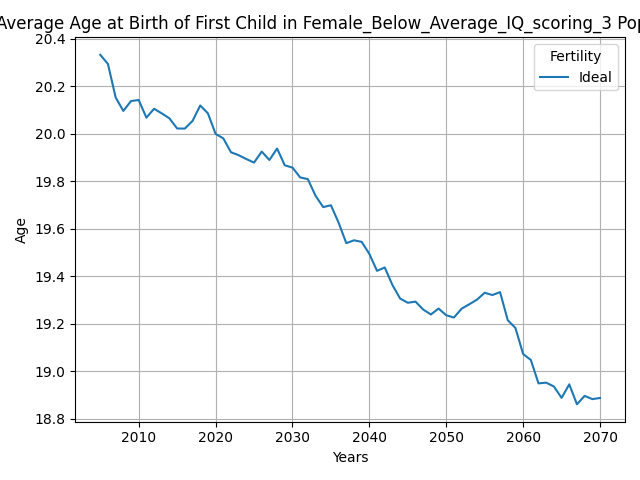 Average Age at Birth of First Child in Female_Below_Average_IQ_scoring_3 Pop
Fertility
Ideal
20.4
20.2
20.0
19.8
19.6
19.4
19.2
19.0
18.8
Age
2010 2020 2030 2040 2050 2060 2070
Years